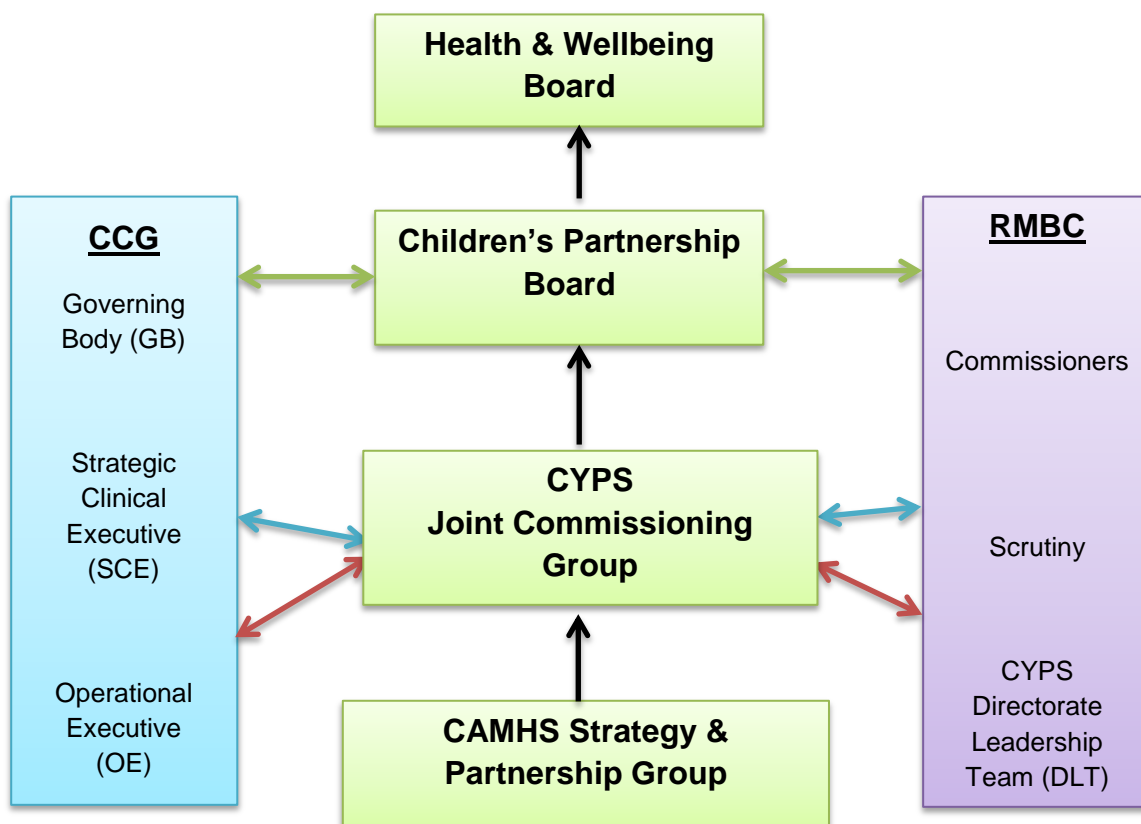 Health & Wellbeing
Board
Children’s Partnership
Board
CYPS
Joint Commissioning
Group
CAMHS Strategy &
Partnership Group
CCG
Governing
Body (GB)
Strategic
Clinical
Executive
(SCE)
Operational
Executive
(OE)
RMBC
Commissioners
Scrutiny
CYPS
Directorate
Leadership
Team (DLT)